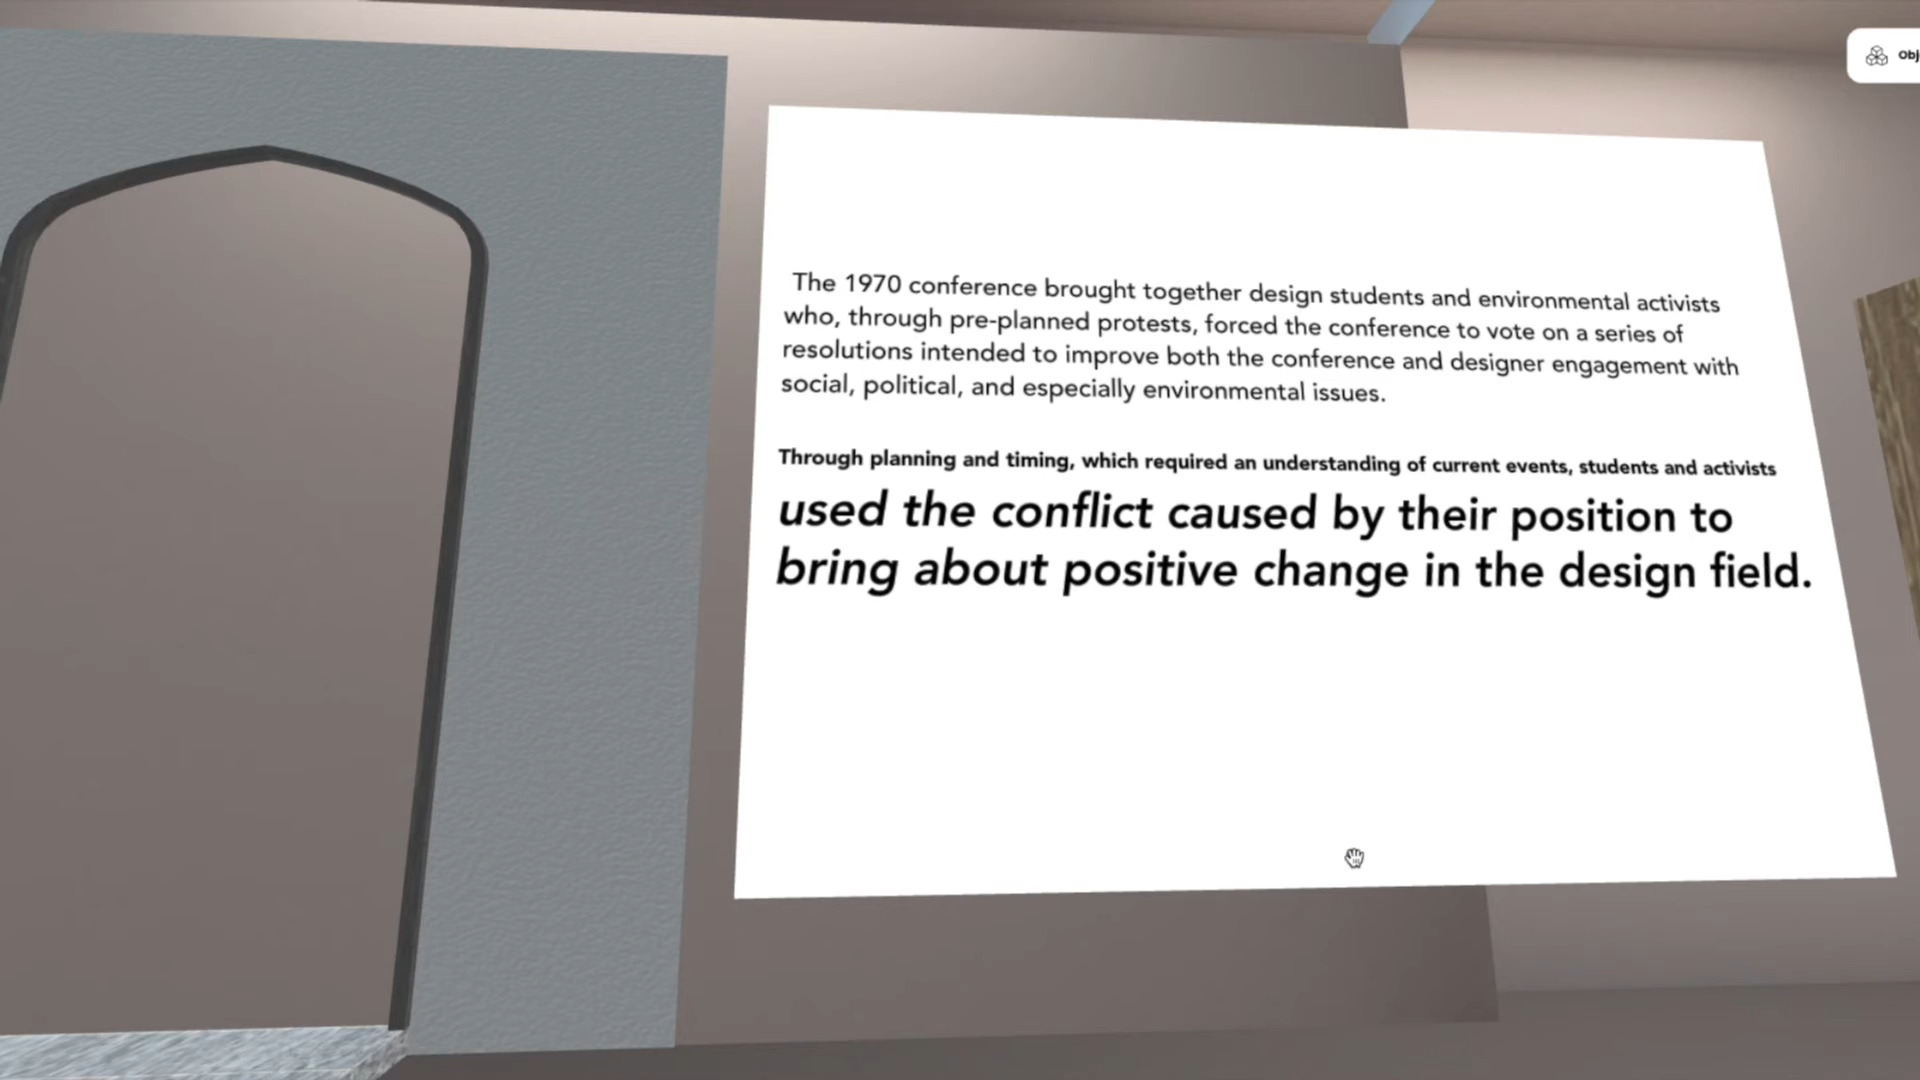 The 1970 conference brought together design students and environmental activists
who, through pre-planned protests, forced the conference to vote on a series of
resolutions intended to improve both the conference and designer engagement with
social, political, and especially environmental issues.
Through planning and timing, which required an understanding of current events, students and activists
used the conflict caused by their position to
bring about positive change in the design field.